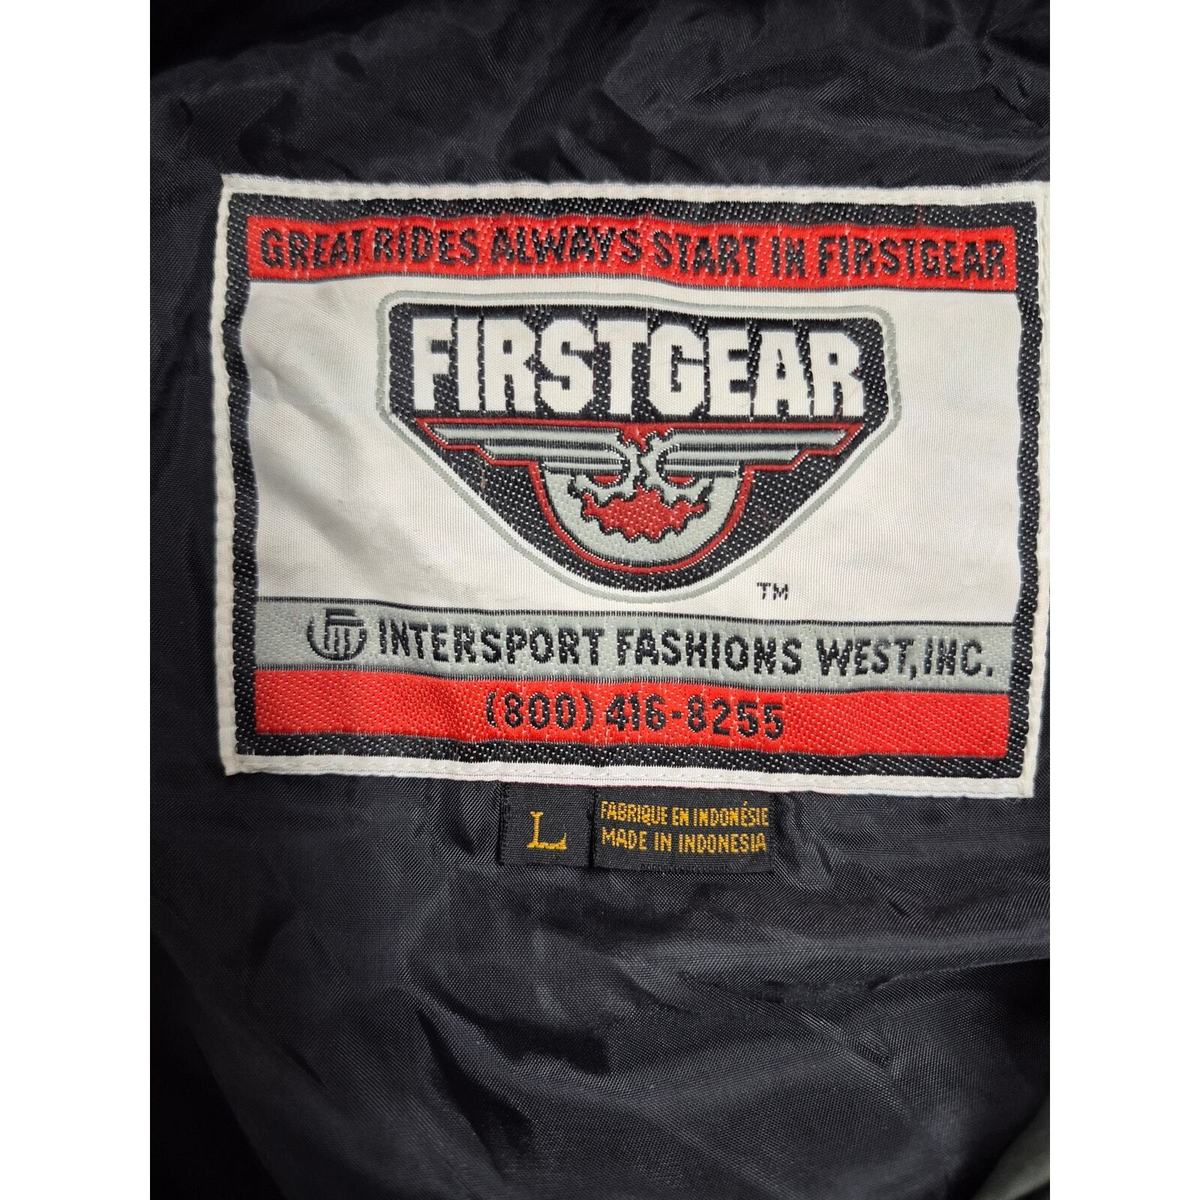 GREAT RIDES ALWAYS START IN FIRSTGEAR
FIRSTGEAR
TM
INTERSPORT FASHIONS WEST, INC.
(800) 416-8255
L
FABRIQUE EN INDONÉSIE
MADE IN INDONESIA